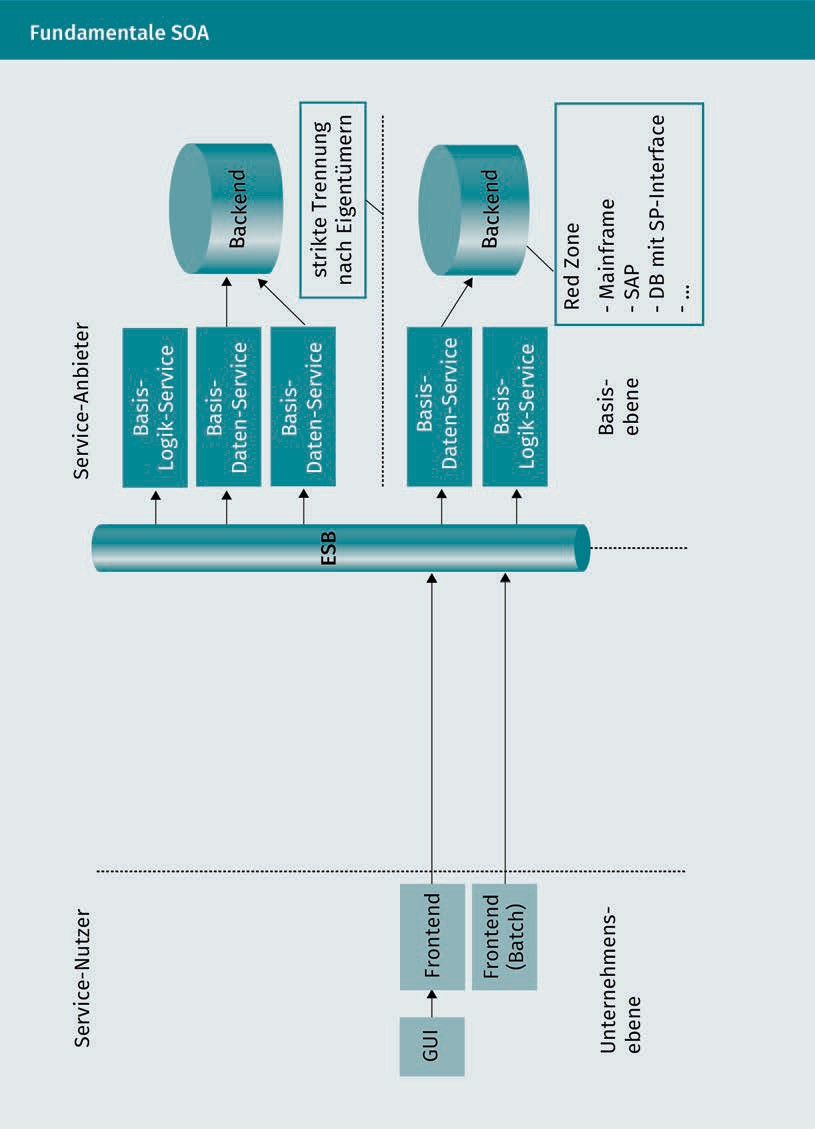 Fundamentale SOA
Service-Nutzer
Service-Anbieter
Basis-
Logik-Service
Basis-
Daten-Service
Basis-
Daten-Service
Backend
strikte Trennung
nach Eigentümern
ESB
GUI
Frontend
Frontend
(Batch)
Basis-
Daten-Service
Basis-
Logik-Service
Backend
Red Zone
- Mainframe
- SAP
- DB mit SP-Interface
- ...
Unternehmens-
ebene
Basis-
ebene